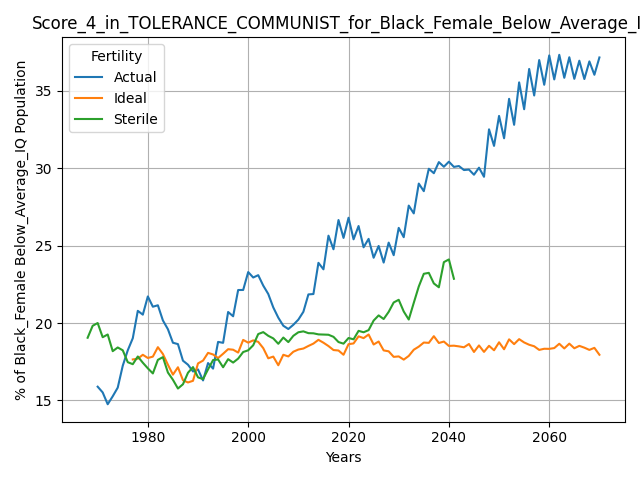 Score_4_in_TOLERANCE_COMMUNIST_for_Black_Female_Below_Average_I
Fertility
Actual
Ideal
Sterile
% of Black_Female Below_Average_IQ Population
35
30
25
20
15
1980
2000
2020
2040
2060
Years